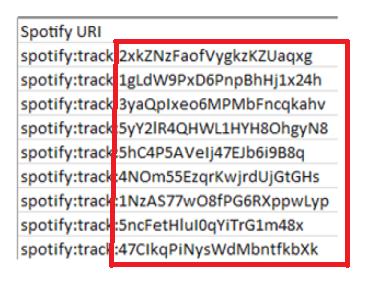 Spotify URI
spotify:track:2xkZNzFaofVygkzKZUaqxg
spotify:track:1gLdW9PxD6PnpBhHj1x24h
spotify:track:3yaQpIxeo6MPMbFncqkahv
spotify:track:5yY2lR4QHWL1HYH8OhgyN8
spotify:track:5hC4P5AVeIj47EJb6i9B8q
spotify:track:4NOm55EzqrKwjrdUjGtGHs
spotify:track:1NzAS77wO8fPG6RXppwLyp
spotify:track:5ncFetHluI0qYiTrG1m48x
spotify:track:47CIkqPiNysWdMbntfkbXk